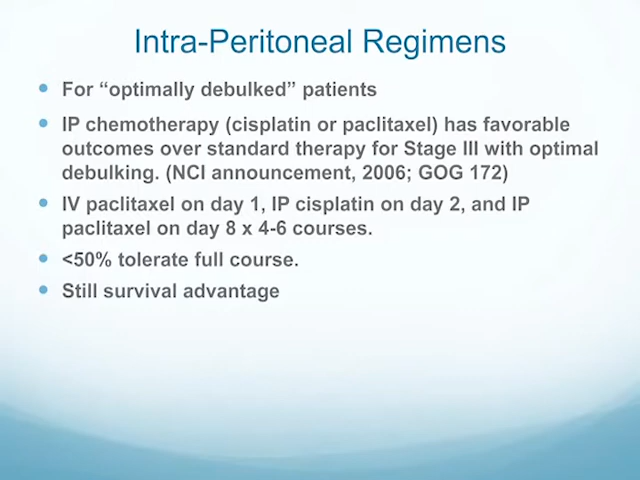 Intra-Peritoneal Regimens
• For “optimally debulked” patients
• IP chemotherapy (cisplatin or paclitaxel) has favorable
outcomes over standard therapy for Stage III with optimal
debulking. (NCI announcement, 2006; GOG 172)
• IV paclitaxel on day 1, IP cisplatin on day 2, and IP
paclitaxel on day 8 x 4-6 courses.
• <50% tolerate full course.
• Still survival advantage